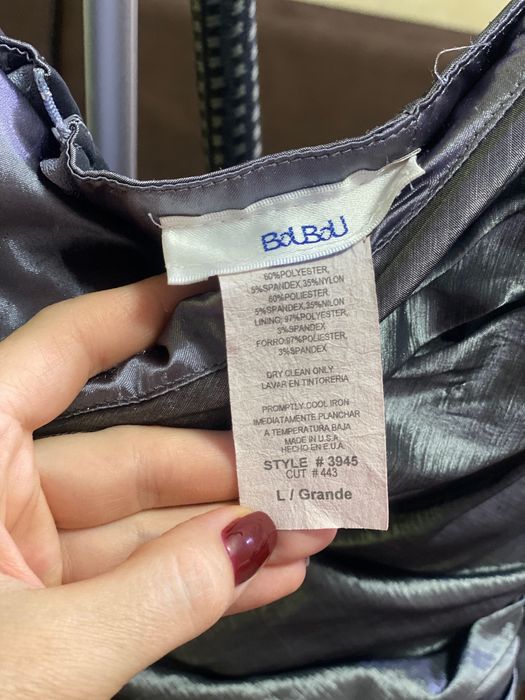 BOUBOU
60%POLYESTER,
5%SPANDEX,35%NYLON
60%POLIESTER,
5%SPANDEX,35%NILON
LINING: 97%POLYESTER,
3%SPANDEX
FORRO:97%POLIESTER,
3%SPANDEX
DRY CLEAN ONLY
LAVAR EN TINTORERIA
PROMPTLY COOL IRON
IMEDIATAMENTE PLANCHAR
A TEMPERATURA BAJA
MADE IN U.S.A.
HECHO EN E.U.A.
STYLE # 3945
CUT # 443
L / Grande